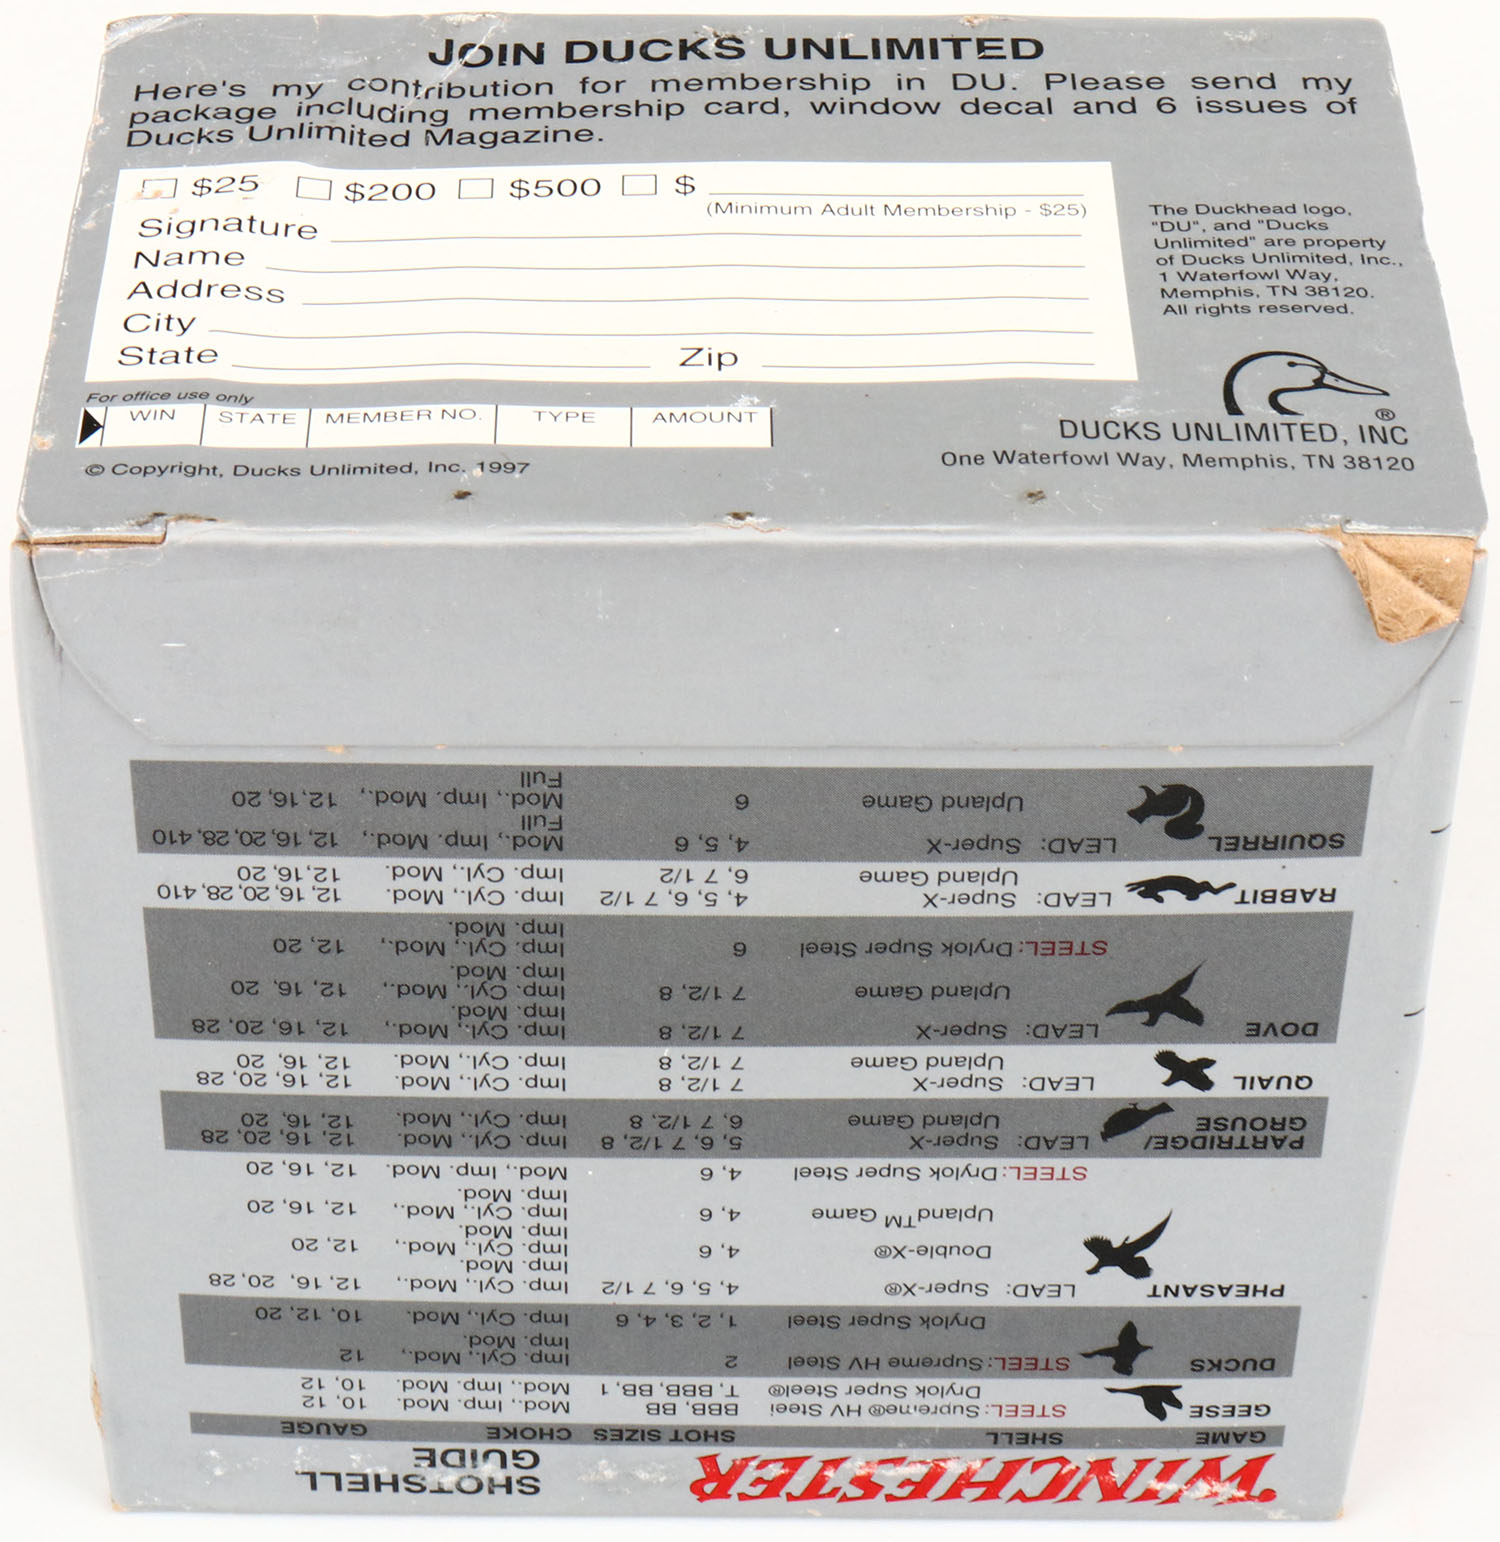 JOIN DUCKS UNLIMITED
Here's my contribution for membership in DU. Please send my
package including membership card, window decal and 6 issues of
Ducks Unlimited Magazine.
$25 $200 $500 $
(Minimum Adult Membership - $25)
Signature
Name
Address
City
State Zip
The Duckhead logo,
"DU", and "Ducks
Unlimited" are property
of Ducks Unlimited, Inc.,
1 Waterfowl Way,
Memphis, TN 38120.
All rights reserved.
For office use only
WIN STATE MEMBER NO. TYPE AMOUNT
© Copyright, Ducks Unlimited, Inc. 1997
®
DUCKS UNLIMITED, INC
One Waterfowl Way, Memphis, TN 38120
WINCHESTER SHOTSHELL
GUIDE
GAME SHELL SHOT SIZES CHOKE GAUGE
GEESE STEEL: Supreme® HV Steel BBB, BB Mod., Imp. Mod. 10, 12
Drylok Super Steel® T, BBB, BB, 1 Mod., Imp. Mod. 10, 12
DUCKS STEEL: Supreme HV Steel 2 Imp. Cyl., Mod., 12
Imp. Mod.
Drylok Super Steel 1, 2, 3, 4, 6 Imp. Cyl., Mod. 10, 12, 20
PHEASANT LEAD: Super-X® 4, 5, 6, 7 1/2 Imp. Cyl., Mod., 12, 16, 20, 28
Imp. Mod.
Double-X® 4, 6 Imp. Cyl., Mod., 12, 20
Imp. Mod.
Upland™ Game 4, 6 Imp. Cyl., Mod., 12, 16, 20
Imp. Mod.
STEEL: Drylok Super Steel 4, 6 Mod., Imp. Mod. 12, 16, 20
PARTRIDGE/ LEAD: Super-X 5, 6, 7 1/2, 8 Imp. Cyl., Mod. 12, 16, 20, 28
GROUSE Upland Game 6, 7 1/2, 8 Imp. Cyl., Mod. 12, 16, 20
QUAIL LEAD: Super-X 7 1/2, 8 Imp. Cyl., Mod. 12, 16, 20, 28
Upland Game 7 1/2, 8 Imp. Cyl., Mod. 12, 16, 20
DOVE LEAD: Super-X 7 1/2, 8 Imp. Cyl., Mod., 12, 16, 20, 28
Imp. Mod.
Upland Game 7 1/2, 8 Imp. Cyl., Mod., 12, 16, 20
Imp. Mod.
STEEL: Drylok Super Steel 6 Imp. Cyl., Mod., 12, 20
Imp. Mod.
RABBIT LEAD: Super-X 4, 5, 6, 7 1/2 Imp. Cyl., Mod. 12, 16, 20, 28, 410
Upland Game 6, 7 1/2 Imp. Cyl., Mod. 12,16, 20
SQUIRREL LEAD: Super-X 4, 5, 6 Mod., Imp. Mod., 12, 16, 20, 28, 410
Full
Upland Game 6 Mod., Imp. Mod., 12,16, 20
Full